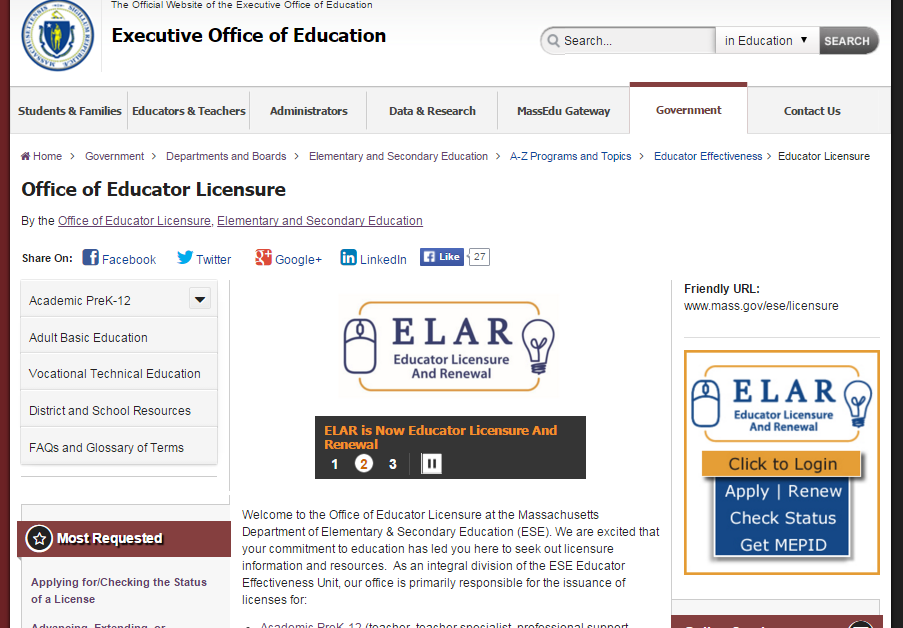 The Official Website of the Executive Office of Education
Executive Office of Education
Search...
in Education ▼
SEARCH
Students & Families
Educators & Teachers
Administrators
Data & Research
MassEdu Gateway
Government
Contact Us
Home > Government > Departments and Boards > Elementary and Secondary Education > A-Z Programs and Topics > Educator Effectiveness > Educator Licensure
Office of Educator Licensure
By the Office of Educator Licensure, Elementary and Secondary Education
Share On: Facebook Twitter Google+ LinkedIn Like 27
Academic PreK-12
Adult Basic Education
Vocational Technical Education
District and School Resources
FAQs and Glossary of Terms
Most Requested
Applying for/Checking the Status
of a License
Advancing, Extending, or
ELAR
Educator Licensure
And Renewal
ELAR is Now Educator Licensure And
Renewal
1 2 3
Welcome to the Office of Educator Licensure at the Massachusetts
Department of Elementary & Secondary Education (ESE). We are excited that
your commitment to education has led you here to seek out licensure
information and resources. As an integral division of the ESE Educator
Effectiveness Unit, our office is primarily responsible for the issuance of
licenses for:
• Academic PreK-12 (teacher, teacher specialist, professional support
Friendly URL:
www.mass.gov/ese/licensure
ELAR
Educator Licensure
And Renewal
Click to Login
Apply | Renew
Check Status
Get MEPID